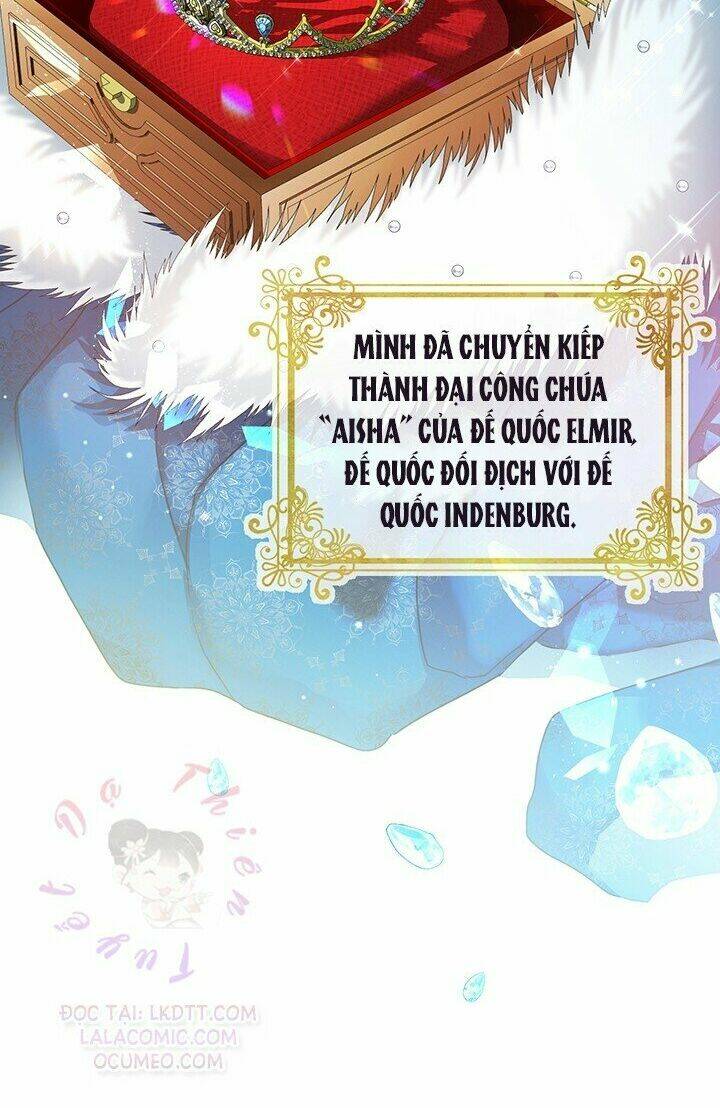 MÌNH ĐÃ CHUYỂN KIẾP
THÀNH ĐẠI CÔNG CHÚA
“AISHA” CỦA ĐẾ QUỐC ELMIR,
ĐẾ QUỐC ĐỐI ĐỊCH VỚI ĐẾ
QUỐC INDENBURG.
Tuyệt Dạ Thiên
ĐỌC TẠI: LKDTT.COM
LALACOMIC.COM
OCUMEO.COM